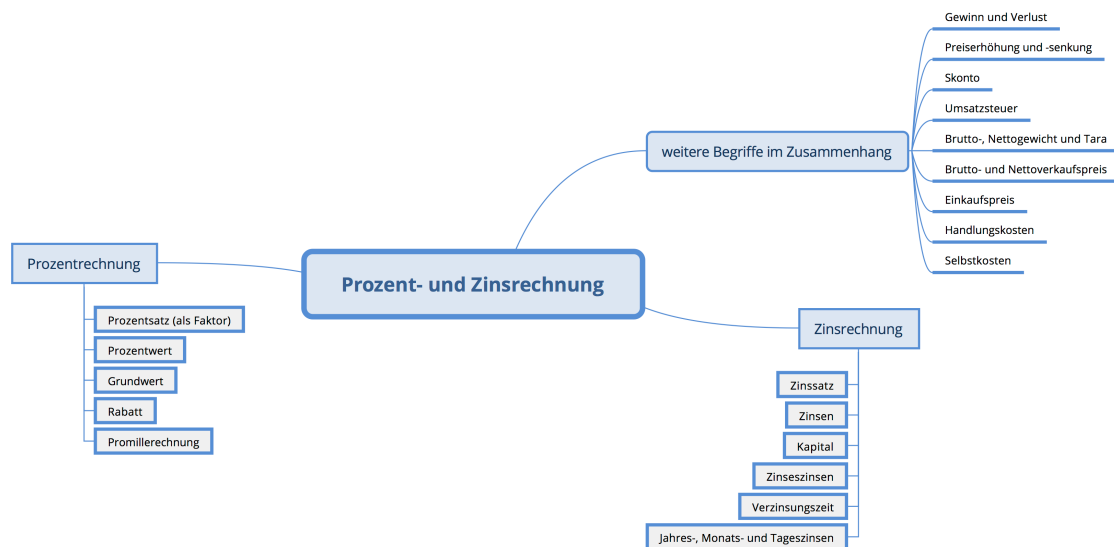 Gewinn und Verlust
Preiserhöhung und -senkung
Skonto
Umsatzsteuer
weitere Begriffe im Zusammenhang
Brutto-, Nettogewicht und Tara
Brutto- und Nettoverkaufspreis
Einkaufspreis
Handlungskosten
Selbstkosten
Prozentrechnung
Prozent- und Zinsrechnung
Prozentsatz (als Faktor)
Prozentwert
Grundwert
Rabatt
Promillerechnung
Zinsrechnung
Zinssatz
Zinsen
Kapital
Zinseszinsen
Verzinsungszeit
Jahres-, Monats- und Tageszinsen